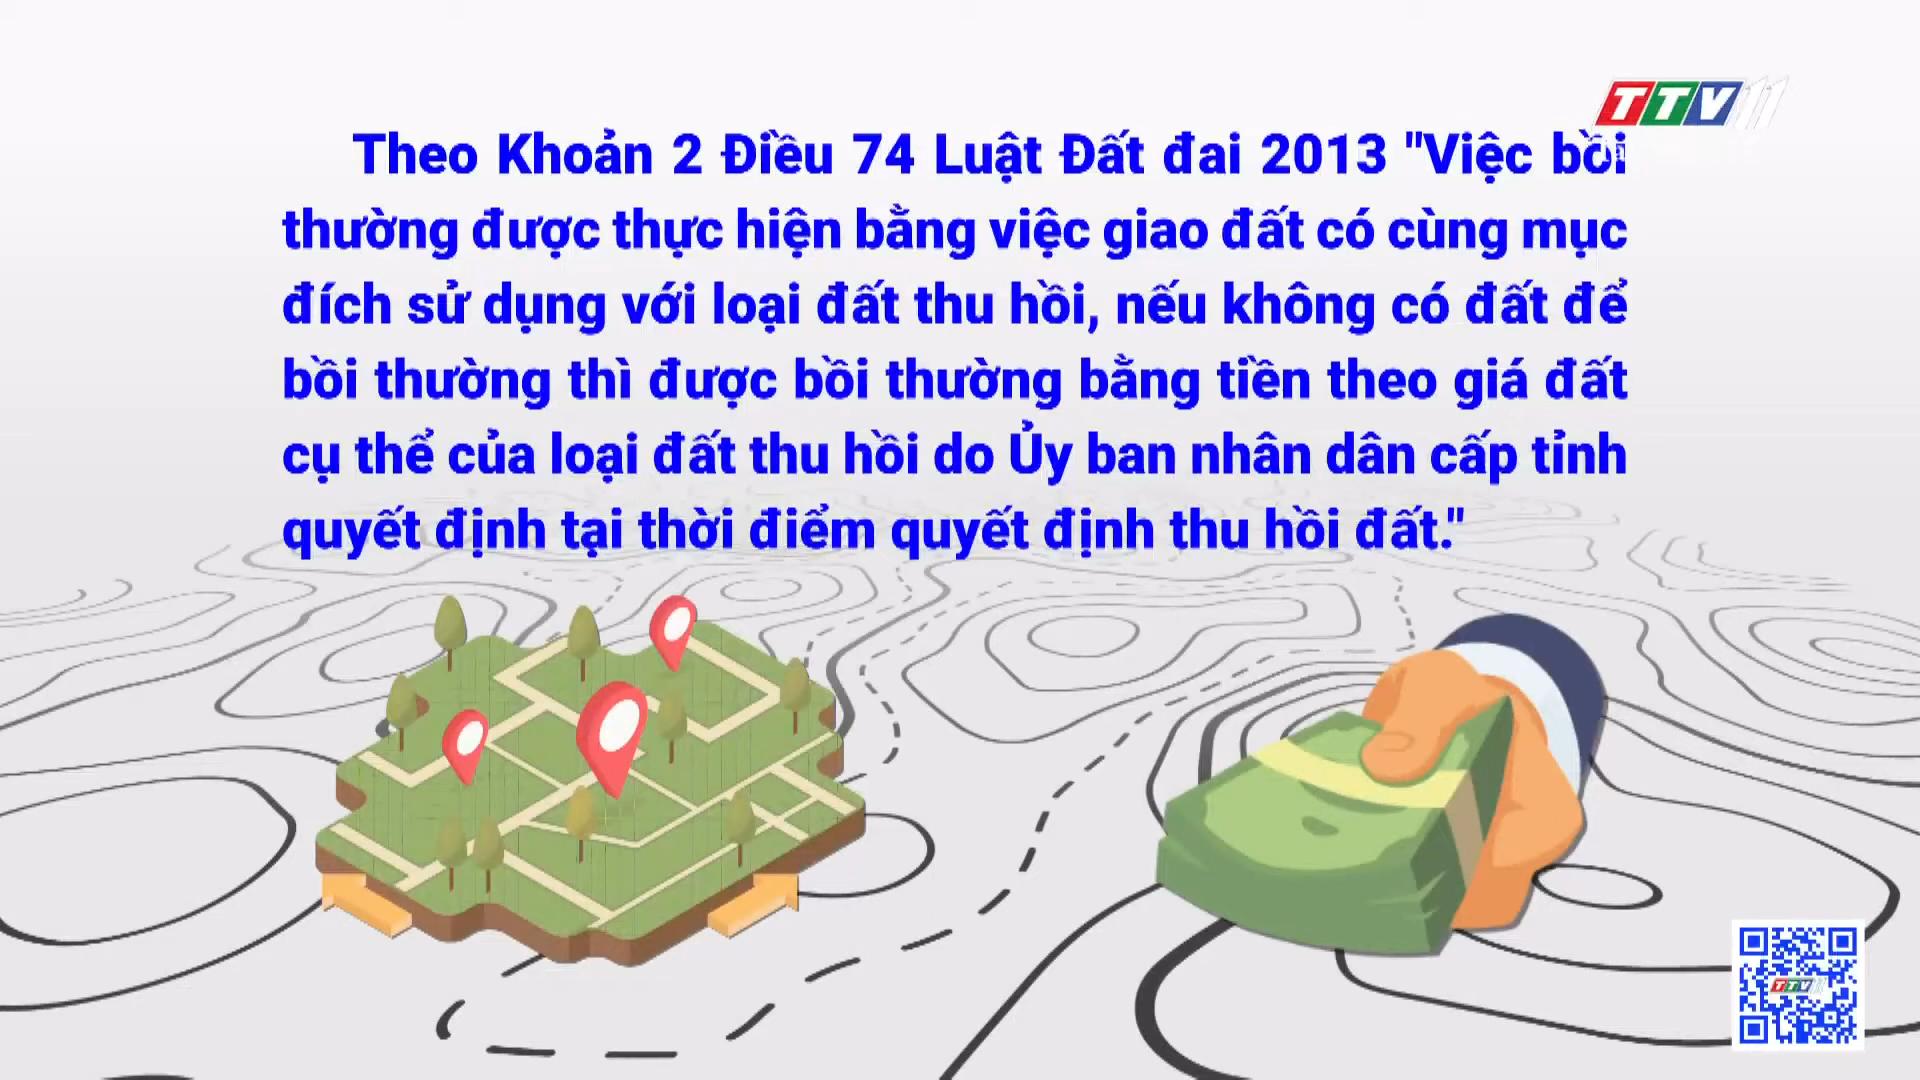 TTV11
Theo Khoản 2 Điều 74 Luật Đất đai 2013 "Việc bồi
thường được thực hiện bằng việc giao đất có cùng mục
đích sử dụng với loại đất thu hồi, nếu không có đất để
bồi thường thì được bồi thường bằng tiền theo giá đất
cụ thể của loại đất thu hồi do Ủy ban nhân dân cấp tỉnh
quyết định tại thời điểm quyết định thu hồi đất."
TTV11